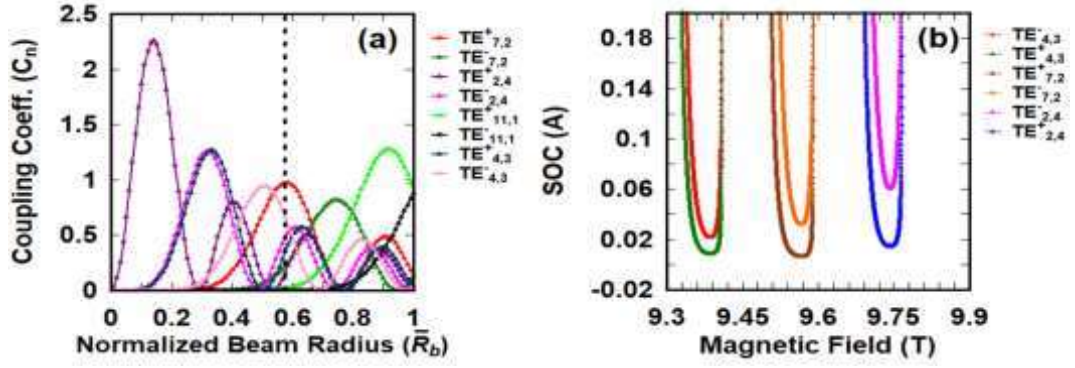 (a)
Coupling Coeff. (Cn)
2.5
2
1.5
1
0.5
0
0
0.2
0.4
0.6
0.8
1
Normalized Beam Radius (R̅b)
TE+7,2
TE-7,2
TE+2,4
TE-2,4
TE+11,1
TE-11,1
TE+4,3
TE-4,3
(b)
SOC (A)
0.18
0.14
0.1
0.06
0.02
-0.02
9.3
9.45
9.6
9.75
9.9
Magnetic Field (T)
TE-4,3
TE+4,3
TE+7,2
TE-7,2
TE-2,4
TE+2,4